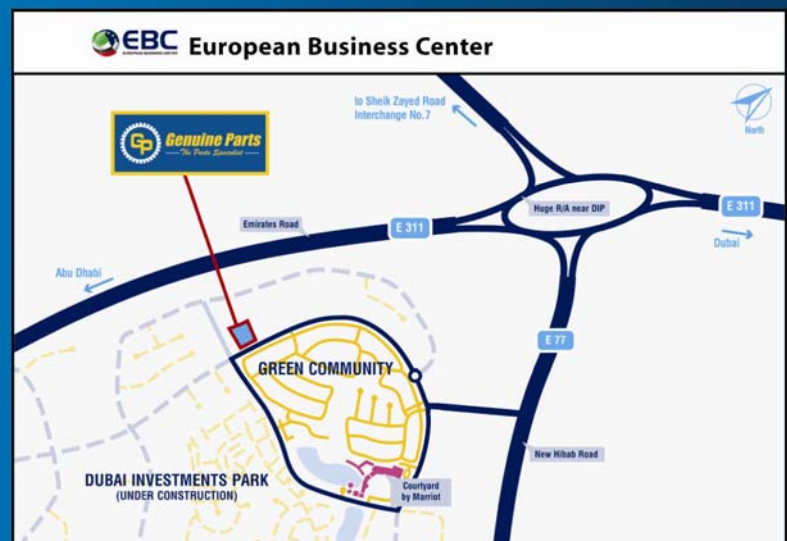 EBC European Business Center
EUROPEAN BUSINESS CENTER
to Sheik Zayed Road
Interchange No.7
North
GP Genuine Parts
The Parts Specialist
Huge R/A near DIP
E 311
Dubai
Emirates Road
E 311
Abu Dhabi
E 77
GREEN COMMUNITY
New Hibab Road
DUBAI INVESTMENTS PARK
(UNDER CONSTRUCTION)
Courtyard
by Marriot